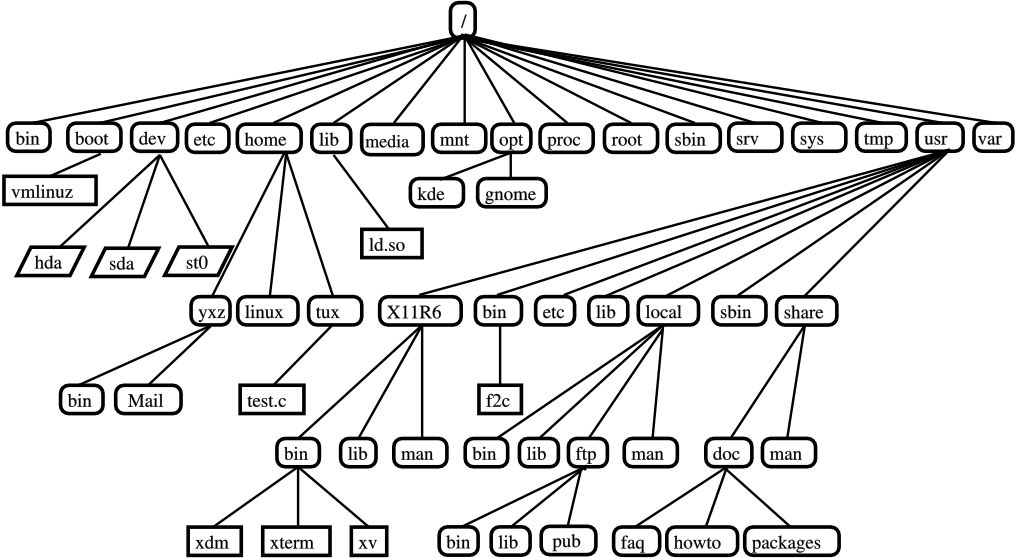 /
bin boot dev etc home lib media mnt opt proc root sbin srv sys tmp usr var
vmlinuz kde gnome
hda sda st0 ld.so
yxz linux tux X11R6 bin etc lib local sbin share
bin Mail test.c f2c
bin lib man bin lib ftp man doc man
xdm xterm xv bin lib pub faq howto packages